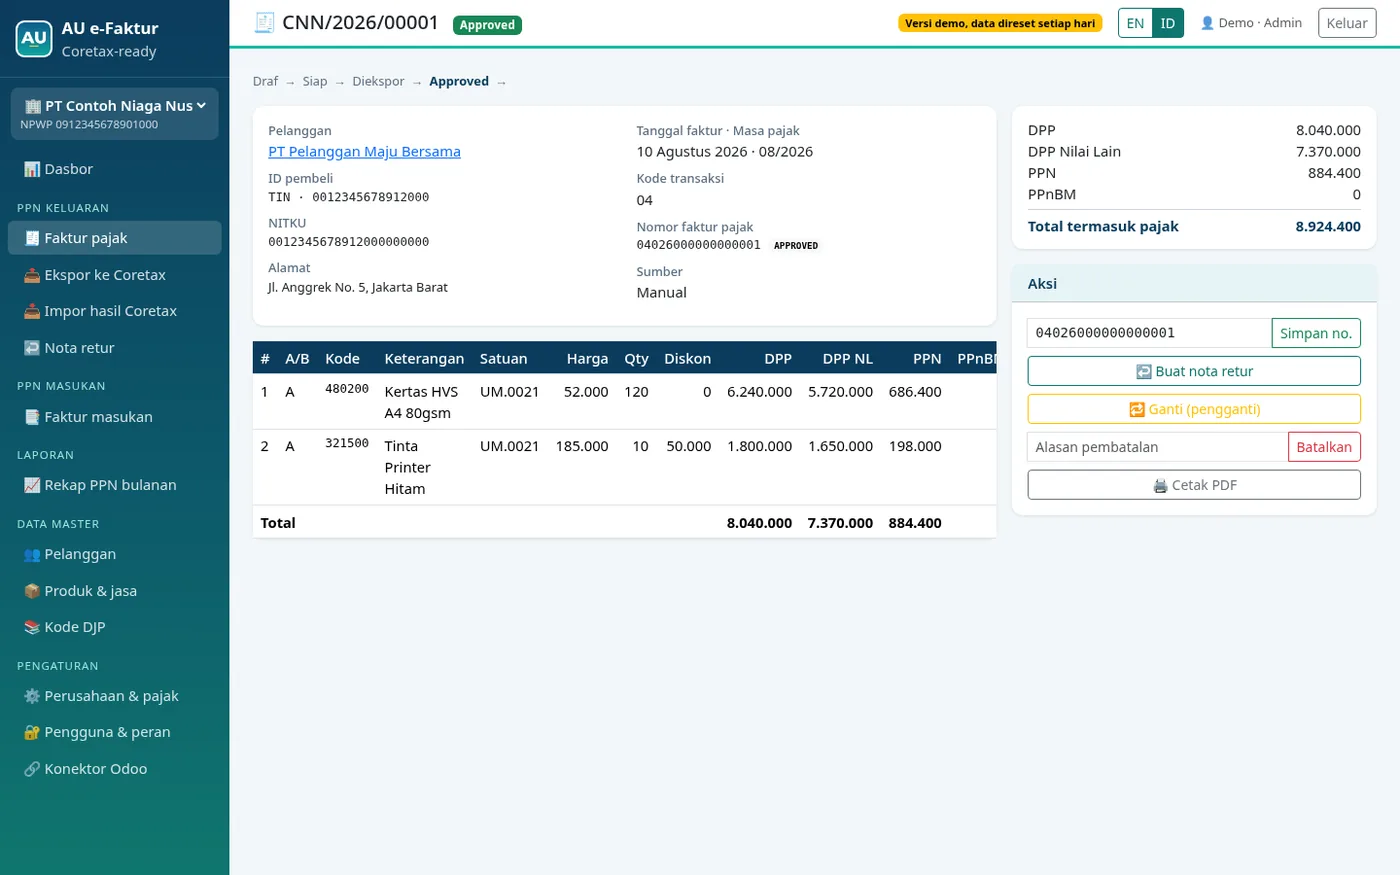 AU
AU e-Faktur
Coretax-ready
PT Contoh Niaga Nus
NPWP 0912345678901000
Dasbor
PPN KELUARAN
Faktur pajak
Ekspor ke Coretax
Impor hasil Coretax
Nota retur
PPN MASUKAN
Faktur masukan
LAPORAN
Rekap PPN bulanan
DATA MASTER
Pelanggan
Produk & jasa
Kode DJP
PENGATURAN
Perusahaan & pajak
Pengguna & peran
Konektor Odoo
CNN/2026/00001 Approved
Versi demo, data direset setiap hari
EN ID
Demo · Admin
Keluar
Draf → Siap → Diekspor → Approved →
Pelanggan
PT Pelanggan Maju Bersama
ID pembeli
TIN · 0012345678912000
NITKU
0012345678912000000000
Alamat
Jl. Anggrek No. 5, Jakarta Barat
Tanggal faktur · Masa pajak
10 Agustus 2026 · 08/2026
Kode transaksi
04
Nomor faktur pajak
04026000000000001 APPROVED
Sumber
Manual
# A/B Kode Keterangan Satuan Harga Qty Diskon DPP DPP NL PPN PPnB
1 A 480200 Kertas HVS A4 80gsm UM.0021 52.000 120 0 6.240.000 5.720.000 686.400
2 A 321500 Tinta Printer Hitam UM.0021 185.000 10 50.000 1.800.000 1.650.000 198.000
Total 8.040.000 7.370.000 884.400
DPP 8.040.000
DPP Nilai Lain 7.370.000
PPN 884.400
PPnBM 0
Total termasuk pajak 8.924.400
Aksi
04026000000000001 Simpan no.
Buat nota retur
Ganti (pengganti)
Alasan pembatalan Batalkan
Cetak PDF